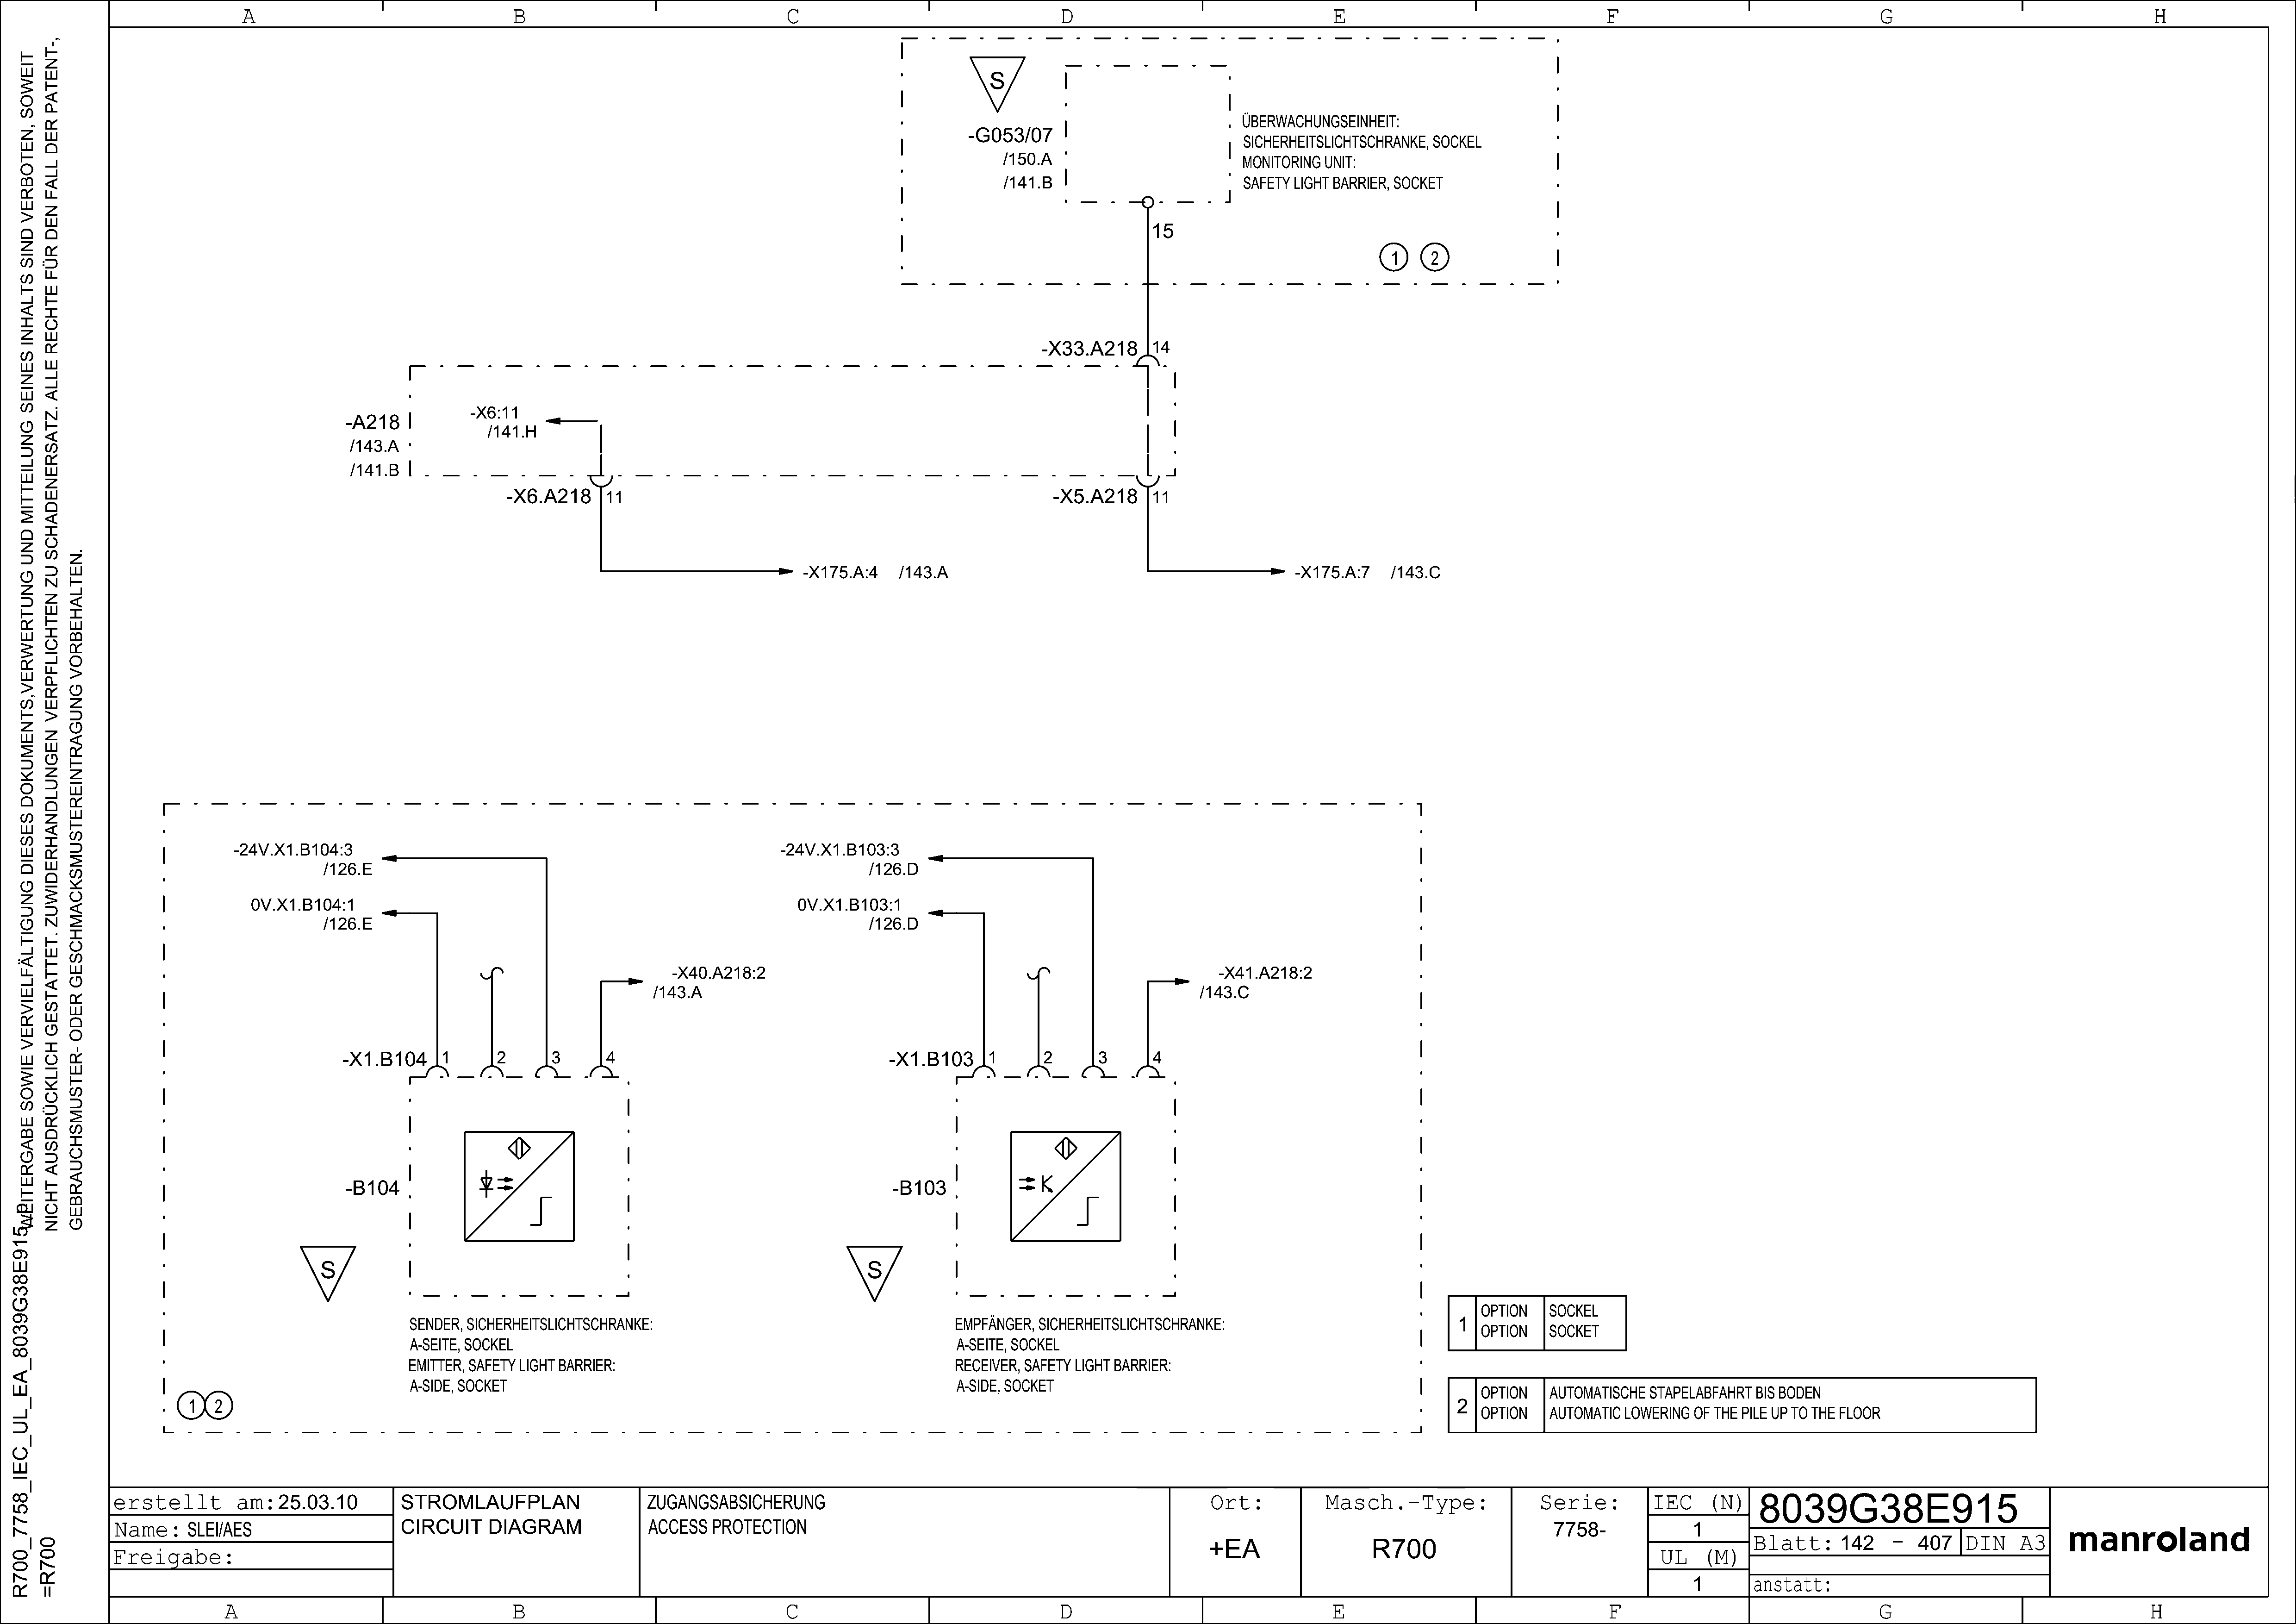 A B C D E F G H
WEITERGABE SOWIE VERVIELFÄLTIGUNG DIESES DOKUMENTS,VERWERTUNG UND MITTEILUNG SEINES INHALTS SIND VERBOTEN, SOWEIT
NICHT AUSDRÜCKLICH GESTATTET. ZUWIDERHANDLUNGEN VERPFLICHTEN ZU SCHADENERSATZ. ALLE RECHTE FÜR DEN FALL DER PATENT-,
GEBRAUCHSMUSTER- ODER GESCHMACKSMUSTEREINTRAGUNG VORBEHALTEN.
S
-G053/07
/150.A
/141.B
ÜBERWACHUNGSEINHEIT:
SICHERHEITSLICHTSCHRANKE, SOCKEL
MONITORING UNIT:
SAFETY LIGHT BARRIER, SOCKET
15
1 2
-X33.A218 14
-A218
/143.A
/141.B
-X6:11
/141.H
-X6.A218 11
-X5.A218 11
-X175.A:4 /143.A
-X175.A:7 /143.C
-24V.X1.B104:3
/126.E
0V.X1.B104:1
/126.E
-X40.A218:2
/143.A
-X1.B104 1 2 3 4
-B104
S
SENDER, SICHERHEITSLICHTSCHRANKE:
A-SEITE, SOCKEL
EMITTER, SAFETY LIGHT BARRIER:
A-SIDE, SOCKET
-24V.X1.B103:3
/126.D
0V.X1.B103:1
/126.D
-X41.A218:2
/143.C
-X1.B103 1 2 3 4
-B103
S
EMPFÄNGER, SICHERHEITSLICHTSCHRANKE:
A-SEITE, SOCKEL
RECEIVER, SAFETY LIGHT BARRIER:
A-SIDE, SOCKET
1 2
1 OPTION SOCKEL
OPTION SOCKET
2 OPTION AUTOMATISCHE STAPELABFAHRT BIS BODEN
OPTION AUTOMATIC LOWERING OF THE PILE UP TO THE FLOOR
R700_7758_IEC_UL_EA_8039G38E915
=R700
erstellt am: 25.03.10
Name: SLEI/AES
Freigabe:
STROMLAUFPLAN
CIRCUIT DIAGRAM
ZUGANGSABSICHERUNG
ACCESS PROTECTION
Ort:
+EA
Masch.-Type:
R700
Serie:
7758-
IEC (N)
1
UL (M)
1
8039G38E915
Blatt: 142 - 407 DIN A3
anstatt:
manroland
A B C D E F G H